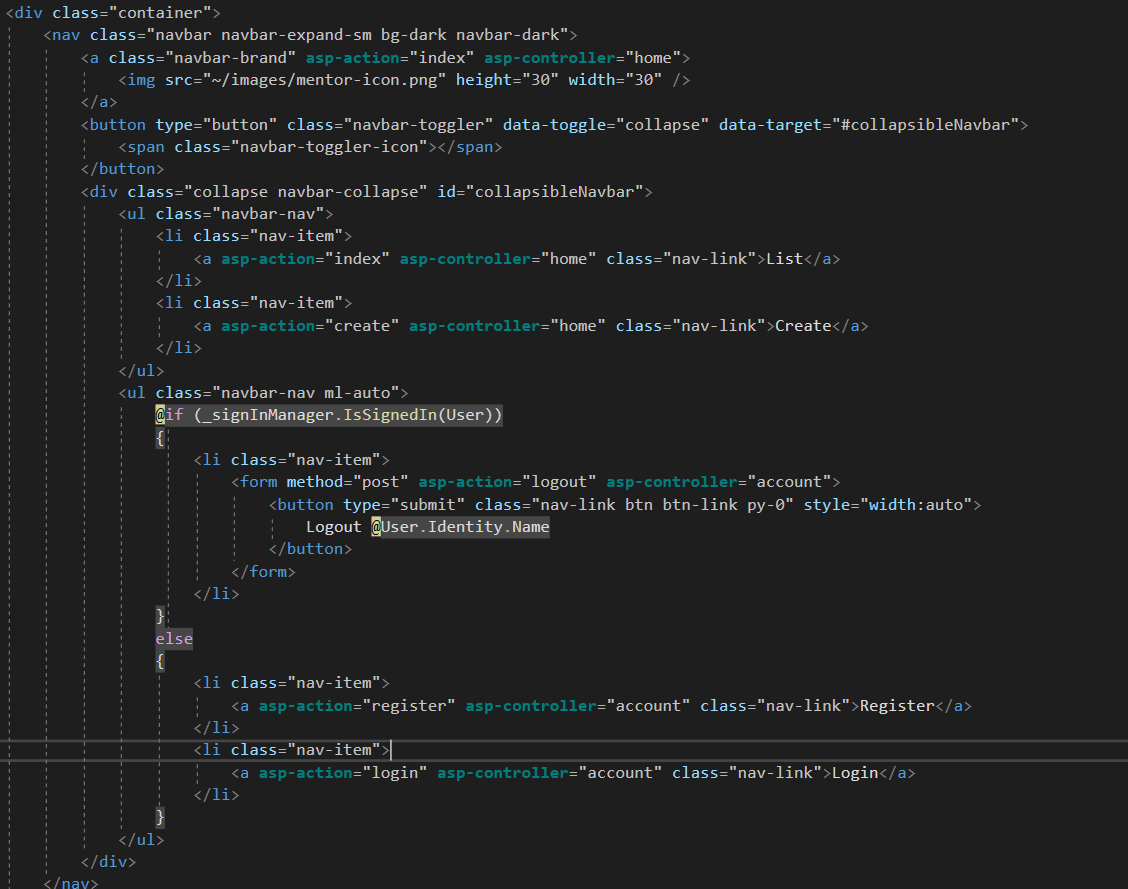 <div class="container">
<nav class="navbar navbar-expand-sm bg-dark navbar-dark">
<a class="navbar-brand" asp-action="index" asp-controller="home">
<img src="~/images/mentor-icon.png" height="30" width="30" />
</a>
<button type="button" class="navbar-toggler" data-toggle="collapse" data-target="#collapsibleNavbar">
<span class="navbar-toggler-icon"></span>
</button>
<div class="collapse navbar-collapse" id="collapsibleNavbar">
<ul class="navbar-nav">
<li class="nav-item">
<a asp-action="index" asp-controller="home" class="nav-link">List</a>
</li>
<li class="nav-item">
<a asp-action="create" asp-controller="home" class="nav-link">Create</a>
</li>
</ul>
<ul class="navbar-nav ml-auto">
@if (_signInManager.IsSignedIn(User))
{
<li class="nav-item">
<form method="post" asp-action="logout" asp-controller="account">
<button type="submit" class="nav-link btn btn-link py-0" style="width:auto">
Logout @User.Identity.Name
</button>
</form>
</li>
}
else
{
<li class="nav-item">
<a asp-action="register" asp-controller="account" class="nav-link">Register</a>
</li>
<li class="nav-item">
<a asp-action="login" asp-controller="account" class="nav-link">Login</a>
</li>
}
</ul>
</div>
</nav>